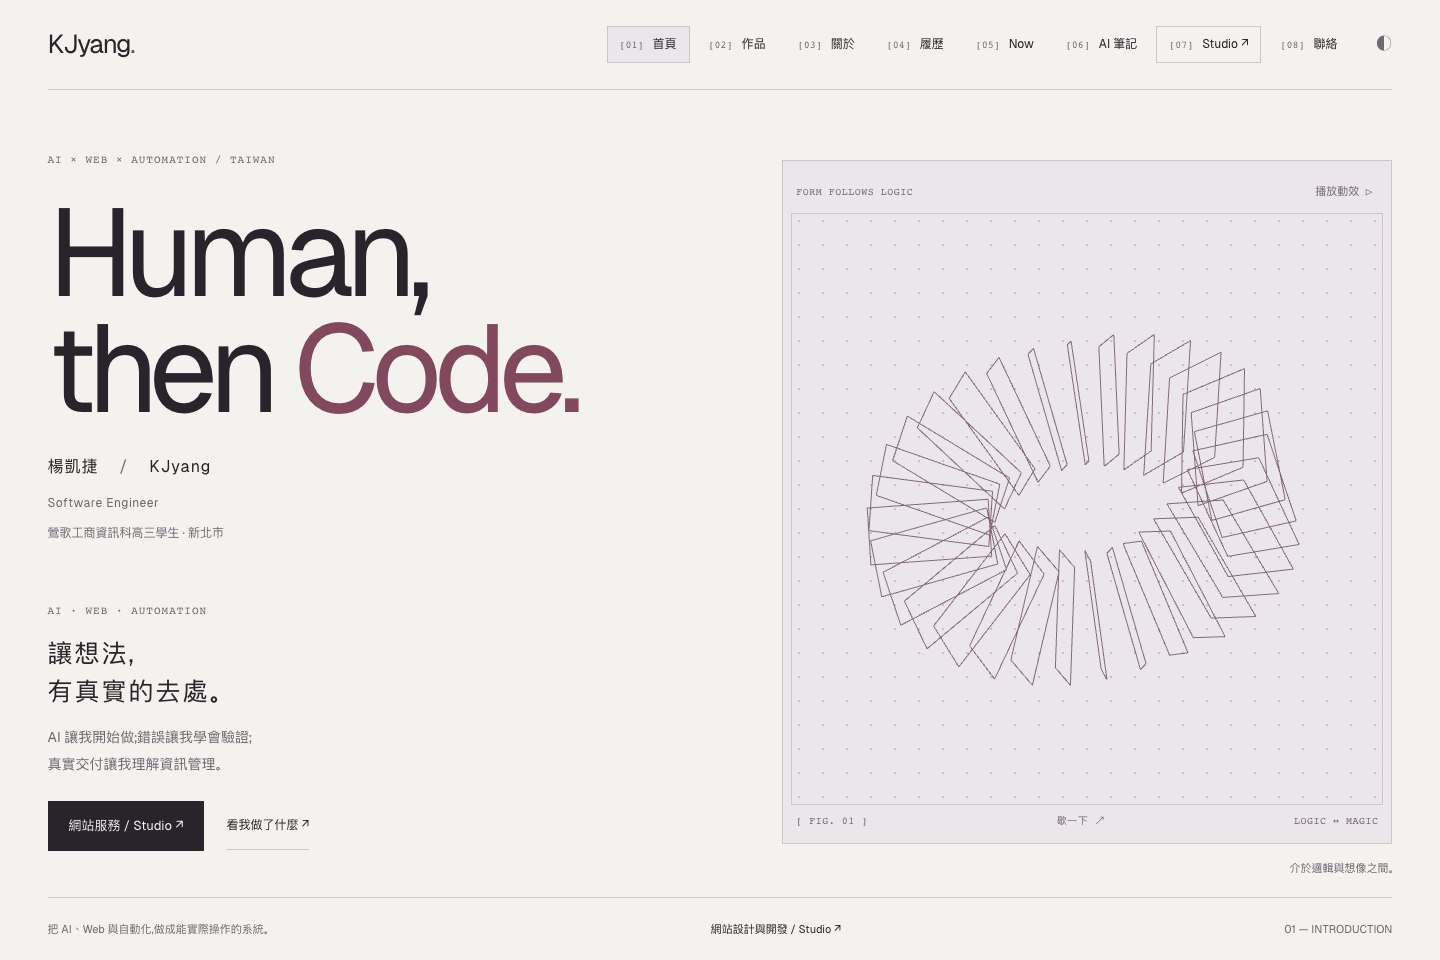 KJyang.
[01] 首頁
[02] 作品
[03] 關於
[04] 履歷
[05] Now
[06] AI 筆記
[07] Studio ↗
[08] 聯絡
AI × WEB × AUTOMATION / TAIWAN
Human,
then Code.
楊凱捷 / KJyang
Software Engineer
鶯歌工商資訊科高三學生 · 新北市
AI · WEB · AUTOMATION
讓想法,
有真實的去處。
AI 讓我開始做;錯誤讓我學會驗證;
真實交付讓我理解資訊管理。
網站服務 / Studio ↗
看我做了什麼 ↗
FORM FOLLOWS LOGIC
播放動效 ▷
[ FIG. 01 ]
歇一下 ↗
LOGIC ↔ MAGIC
介於邏輯與想像之間。
把 AI、Web 與自動化,做成能實際操作的系統。
網站設計與開發 / Studio ↗
01 — INTRODUCTION